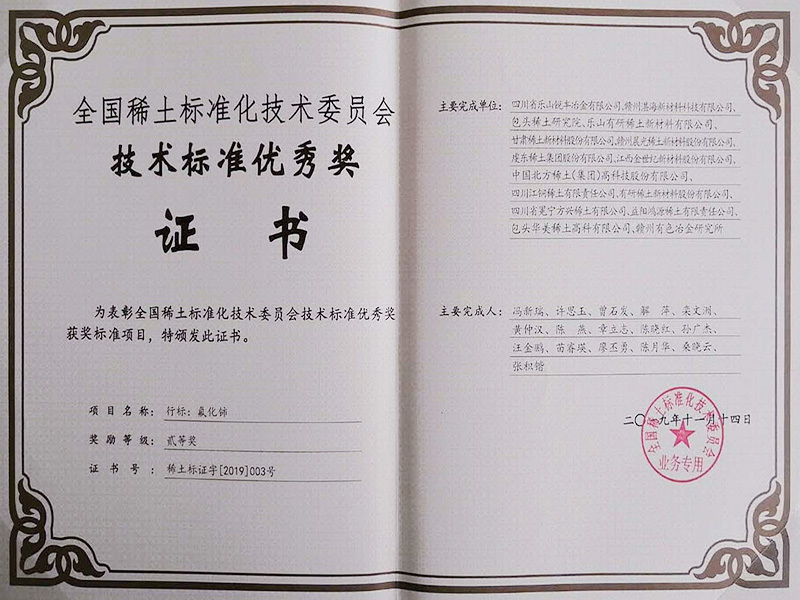 全国稀土标准化技术委员会
技术标准优秀奖
证 书
为表彰全国稀土标准化技术委员会技术标准优秀奖
获奖标准项目，特颁发此证书。
项目名称： 行标：氟化铈
奖励等级： 贰等奖
证书号： 稀土标证字[2019]003号
主要完成单位： 四川省乐山锐丰冶金有限公司、赣州湛海新材料科技有限公司、
包头稀土研究院、乐山有研稀土新材料有限公司、
甘肃稀土新材料股份有限公司、赣州晨光稀土新材料有限公司、
虔东稀土集团股份有限公司、江西金世纪新材料股份有限公司、
中国北方稀土(集团)高科技股份有限公司、
四川江铜稀土有限责任公司、有研稀土新材料股份有限公司、
四川省冕宁方兴稀土有限公司、益阳鸿源稀土有限责任公司、
包头华美稀土高科有限公司、赣州有色冶金研究所
主要完成人： 冯新瑞、许思玉、曾石发、解 萍、栾文洲、
黄仲汉、陈 燕、章立志、陈晓红、孙广杰、
汪金鹏、苗睿瑛、廖丕勇、陈月华、桑晓云、
张积锴
二〇一九年十一月十四日
全国稀土标准化技术委员会
业务专用